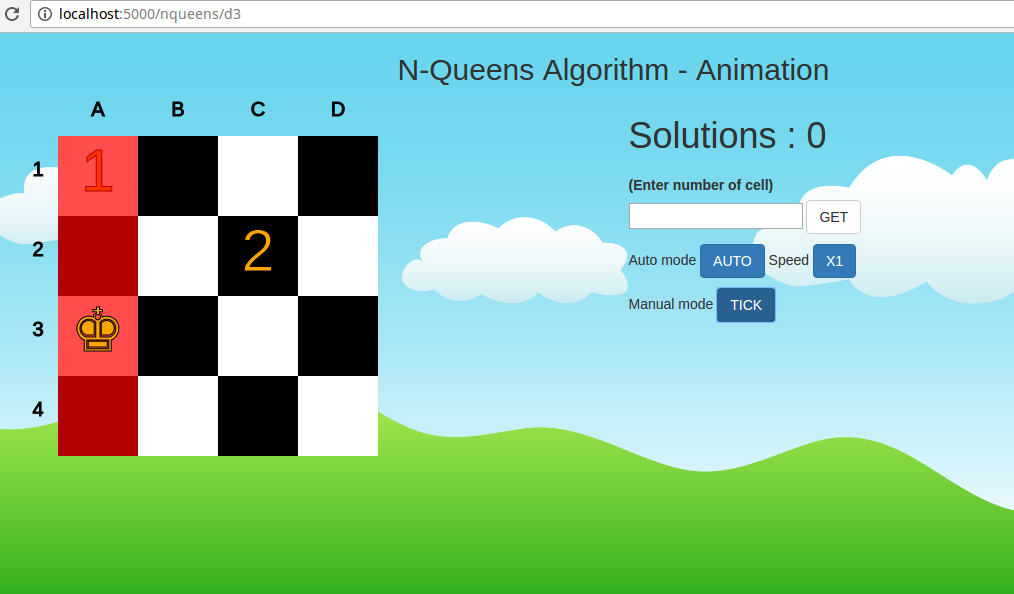 localhost:5000/nqueens/d3
N-Queens Algorithm - Animation
A B C D
Solutions : 0
1 1
(Enter number of cell)
GET
2 2
Auto mode AUTO Speed X1
Manual mode TICK
3
4